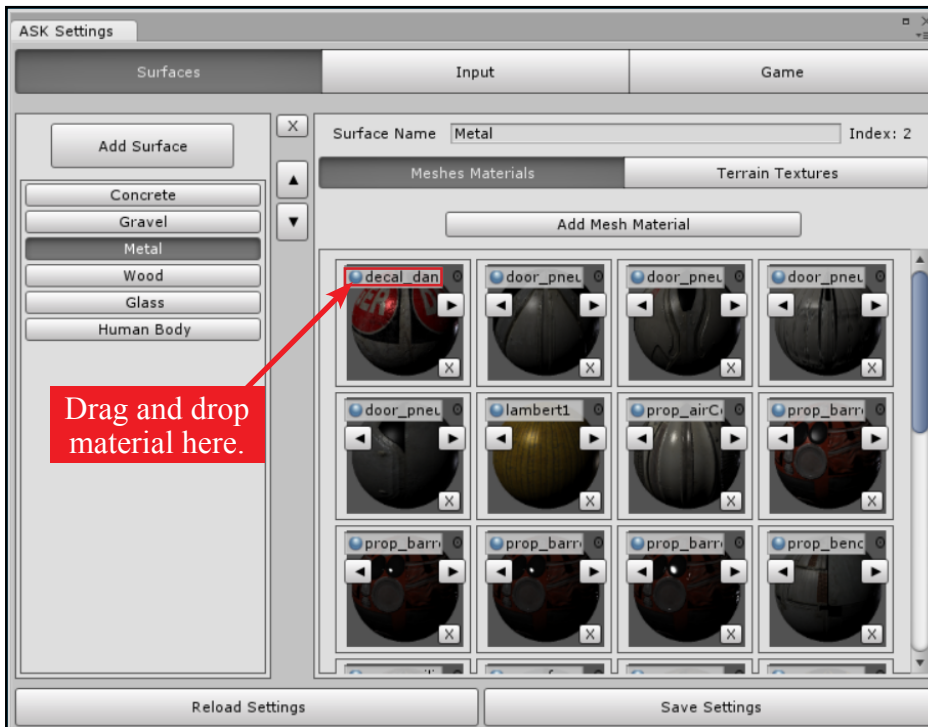 ASK Settings
Surfaces
Input
Game
Add Surface
X
Surface Name
Metal
Index: 2
Meshes Materials
Terrain Textures
Concrete
Gravel
Metal
Wood
Glass
Human Body
Add Mesh Material
decal_dan
door_pneu
door_pneu
door_pneu
X
X
X
X
Drag and drop
material here.
door_pneu
lambert1
prop_airC
prop_barr
X
X
X
X
prop_barr
prop_barr
prop_barr
prop_benc
X
X
X
X
Reload Settings
Save Settings